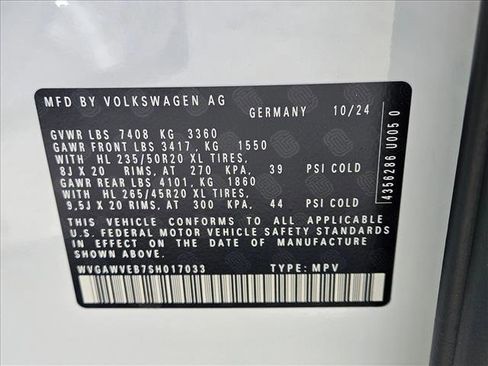 MFD BY VOLKSWAGEN AG
GERMANY 10/24
GVWR LBS 7408 KG 3360
GAWR FRONT LBS 3417, KG 1550
WITH HL 235/50R20 XL TIRES,
8J X 20 RIMS, AT 270 KPA, 39 PSI COLD
GAWR REAR LBS 4101, KG 1860
WITH HL 265/45R20 XL TIRES,
9,5J X 20 RIMS, AT 300 KPA, 44 PSI COLD
THIS VEHICLE CONFORMS TO ALL APPLICABLE
U.S. FEDERAL MOTOR VEHICLE SAFETY STANDARDS
IN EFFECT ON THE DATE OF MANUFACTURE
SHOWN ABOVE.
WVGAWVEB7SH017033 TYPE: MPV
4356286 U005 0